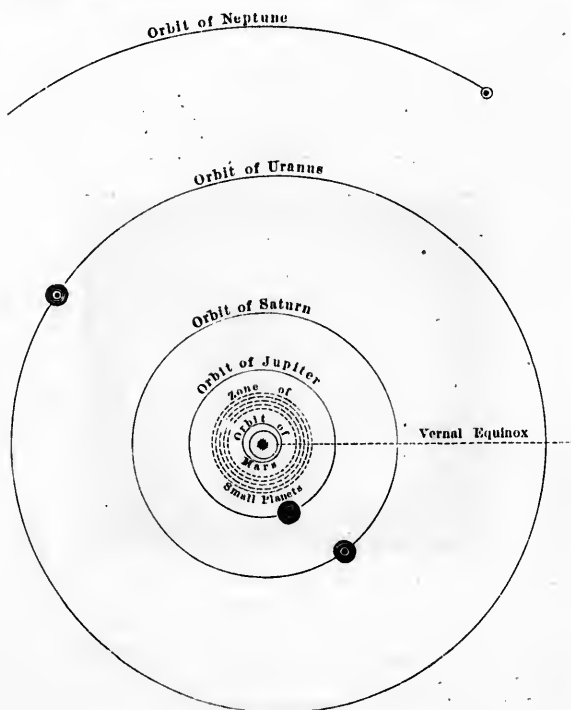 Orbit of Neptune
Orbit of Uranus
Orbit of Saturn
Orbit of Jupiter
Zone of
Orbit of
Mars
Small Planets
Vernal Equinox